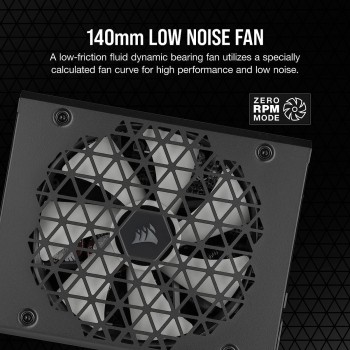 140mm LOW NOISE FAN
A low-friction fluid dynamic bearing fan utilizes a specially
calculated fan curve for high performance and low noise.
ZERO
RPM
MODE